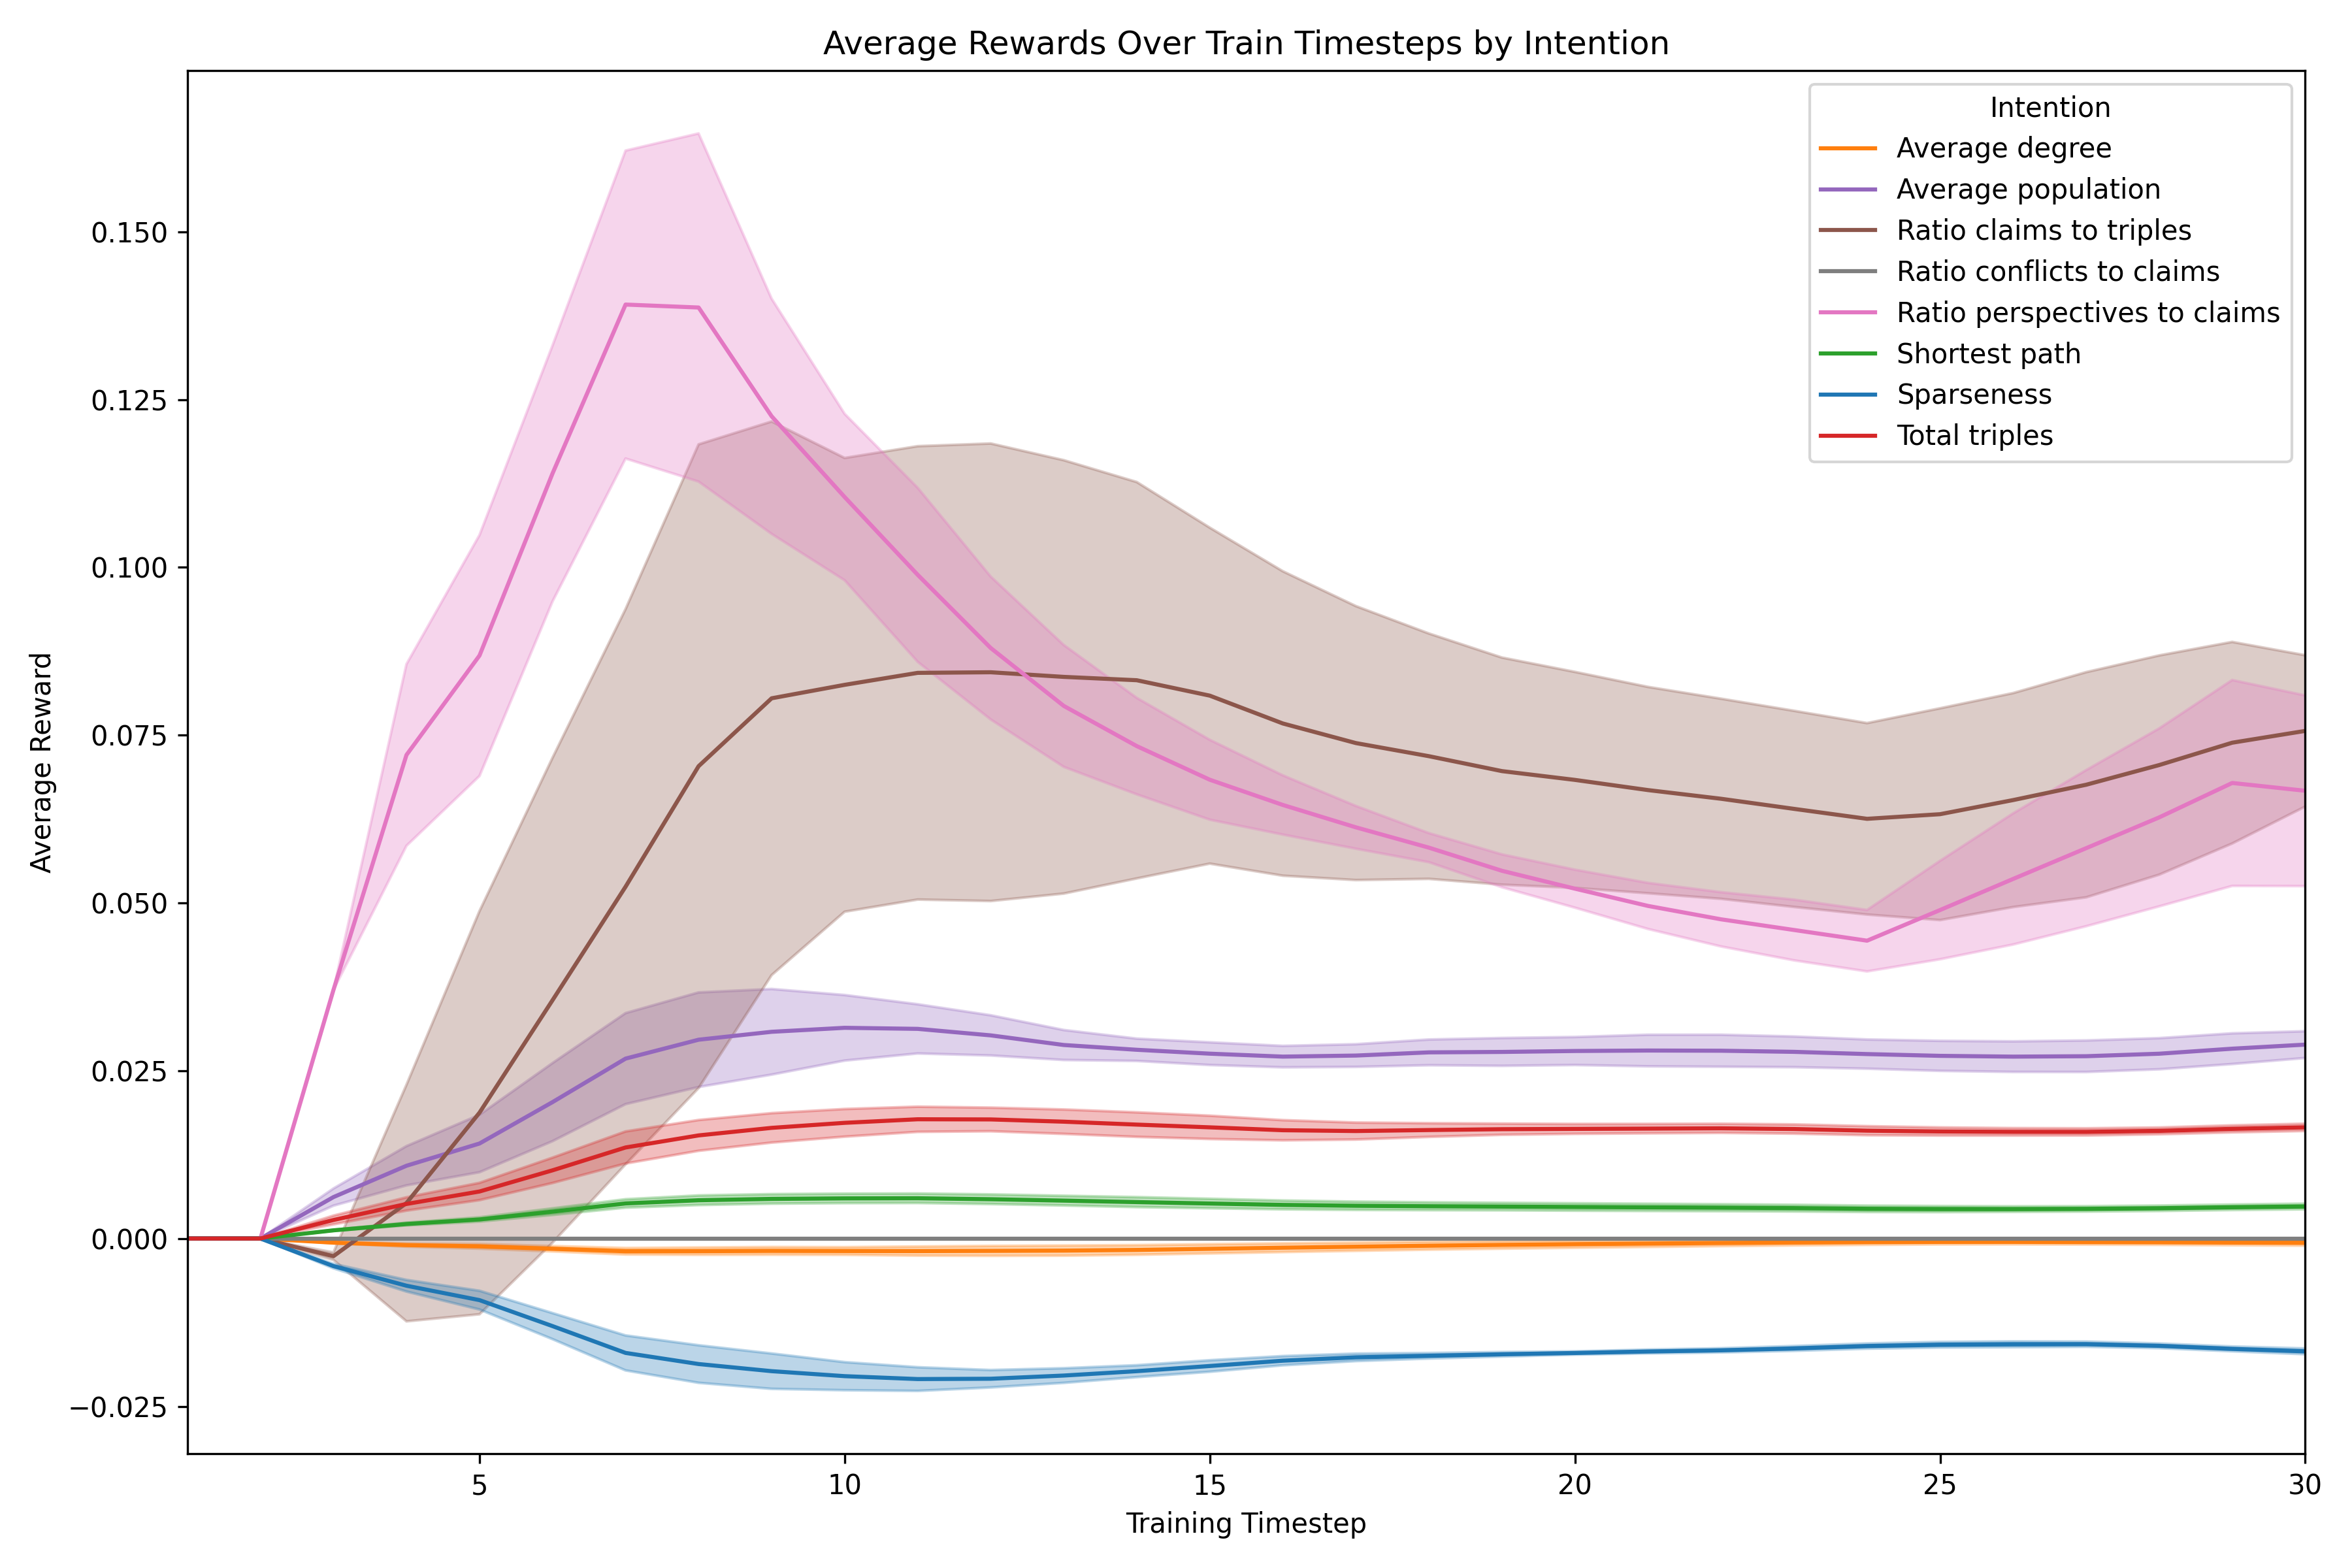 Average Rewards Over Train Timesteps by Intention
Intention
Average degree
Average population
Ratio claims to triples
Ratio conflicts to claims
Ratio perspectives to claims
Shortest path
Sparseness
Total triples
Average Reward
0.150
0.125
0.100
0.075
0.050
0.025
0.000
−0.025
5
10
15
20
25
30
Training Timestep